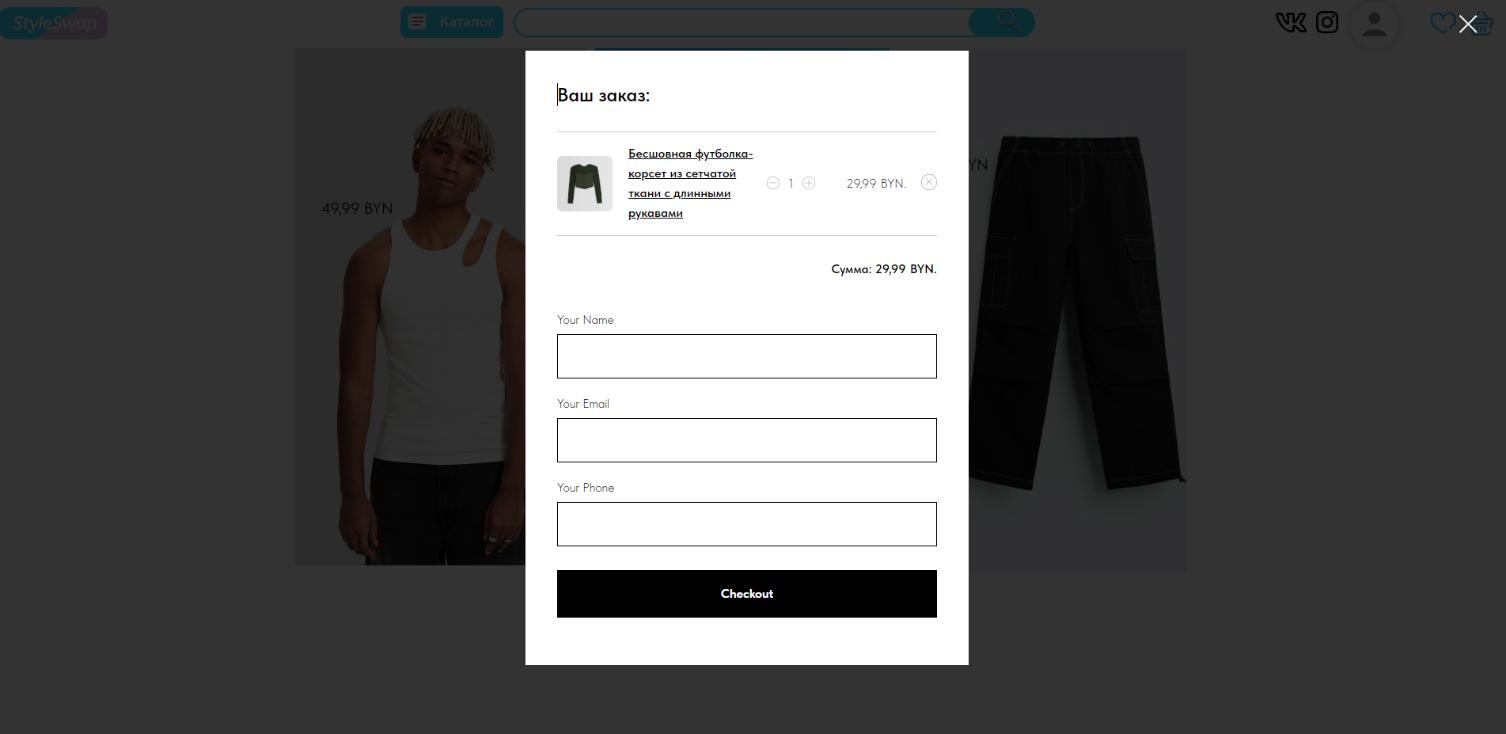 StyleSwap
Каталог
Ваш заказ:
Бесшовная футболка-
корсет из сетчатой
ткани с длинными
рукавами
1
29,99 BYN.
Сумма: 29,99 BYN.
49,99 BYN
YN
Your Name
Your Email
Your Phone
Checkout